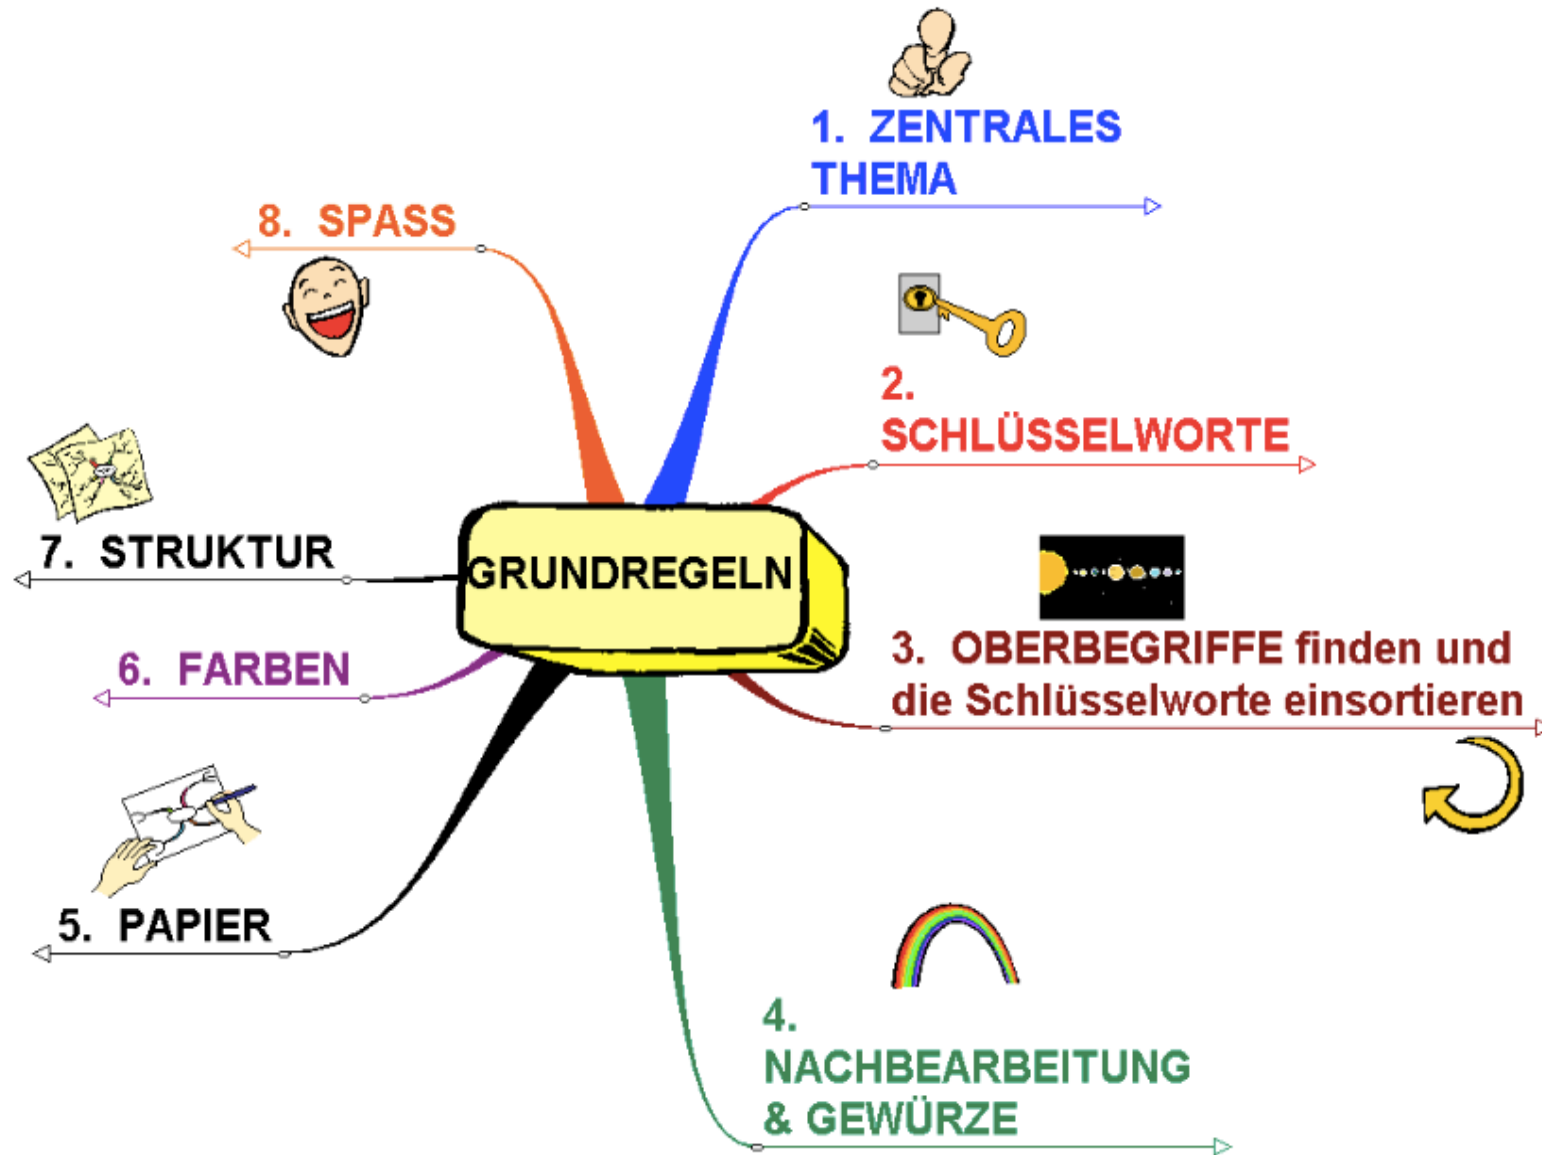 GRUNDREGELN
1. ZENTRALES
THEMA
2.
SCHLÜSSELWORTE
3. OBERBEGRIFFE finden und
die Schlüsselworte einsortieren
4.
NACHBEARBEITUNG
& GEWÜRZE
5. PAPIER
6. FARBEN
7. STRUKTUR
8. SPASS